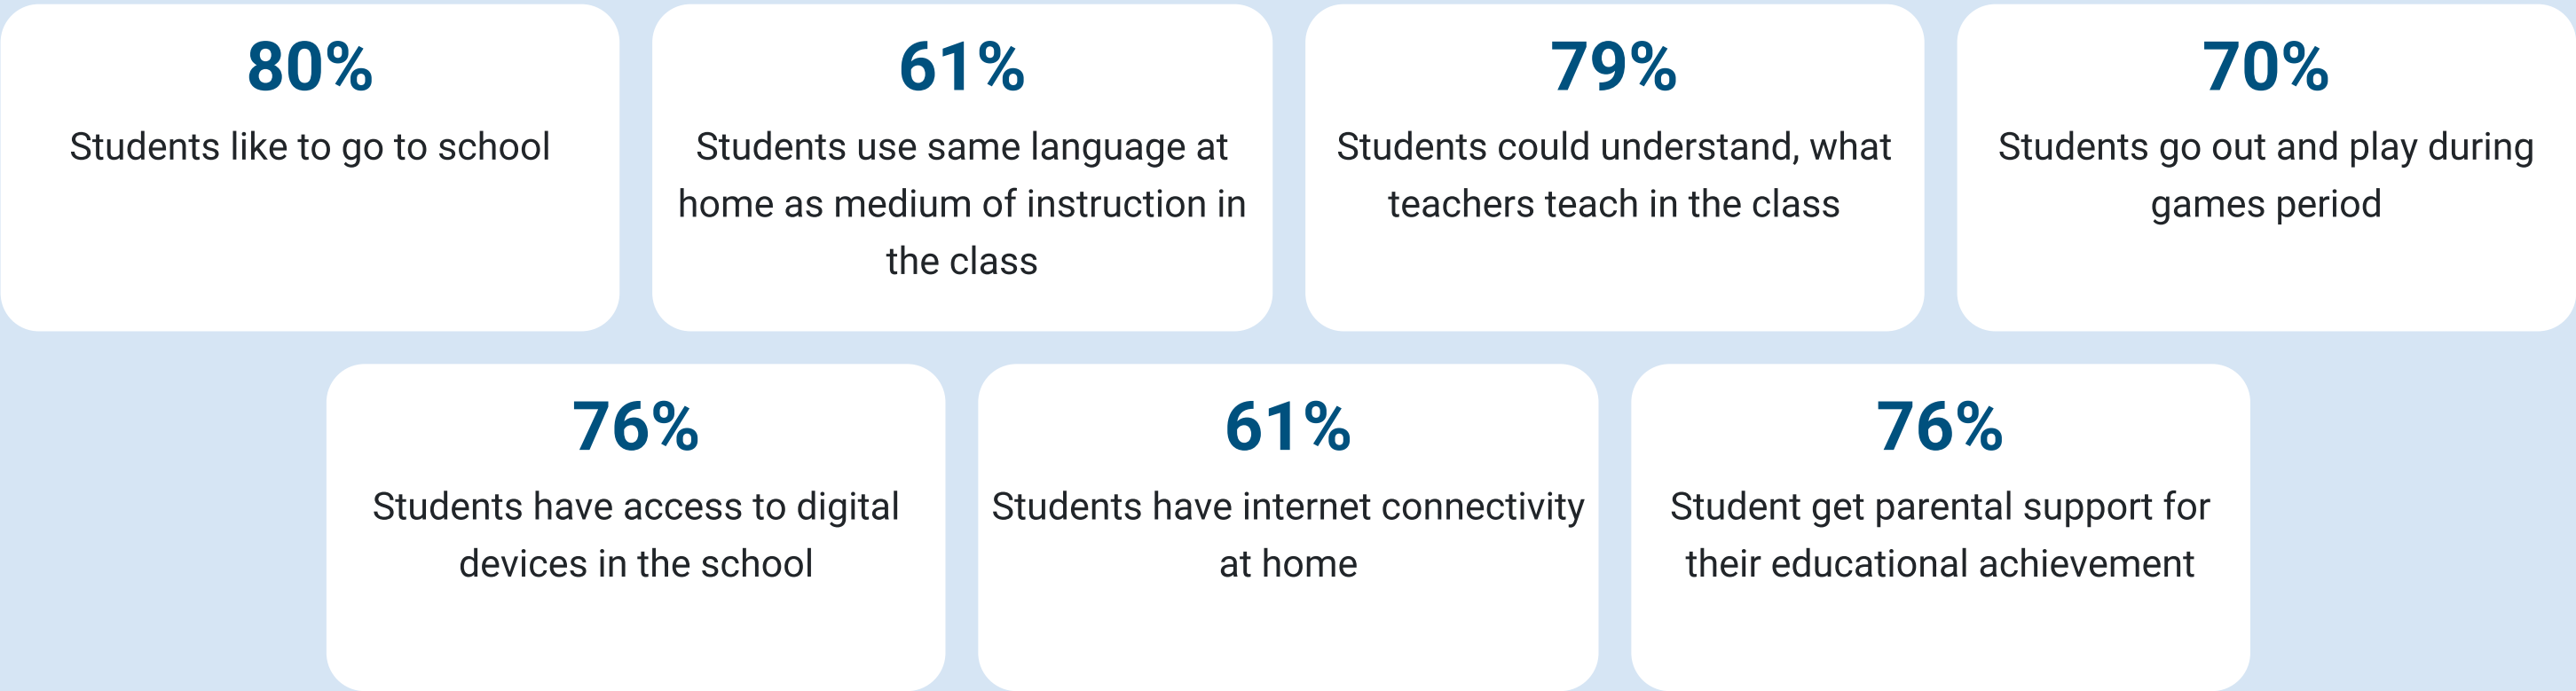 80%
Students like to go to school
61%
Students use same language at
home as medium of instruction in
the class
79%
Students could understand, what
teachers teach in the class
70%
Students go out and play during
games period
76%
Students have access to digital
devices in the school
61%
Students have internet connectivity
at home
76%
Student get parental support for
their educational achievement